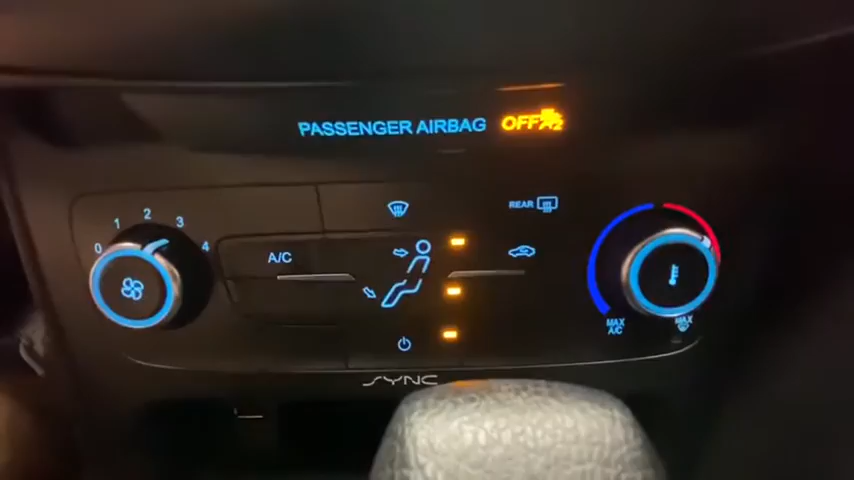 PASSENGER AIRBAG OFF
0 1 2 3 4
REAR
A/C
MAX A/C
MAX
SYNC